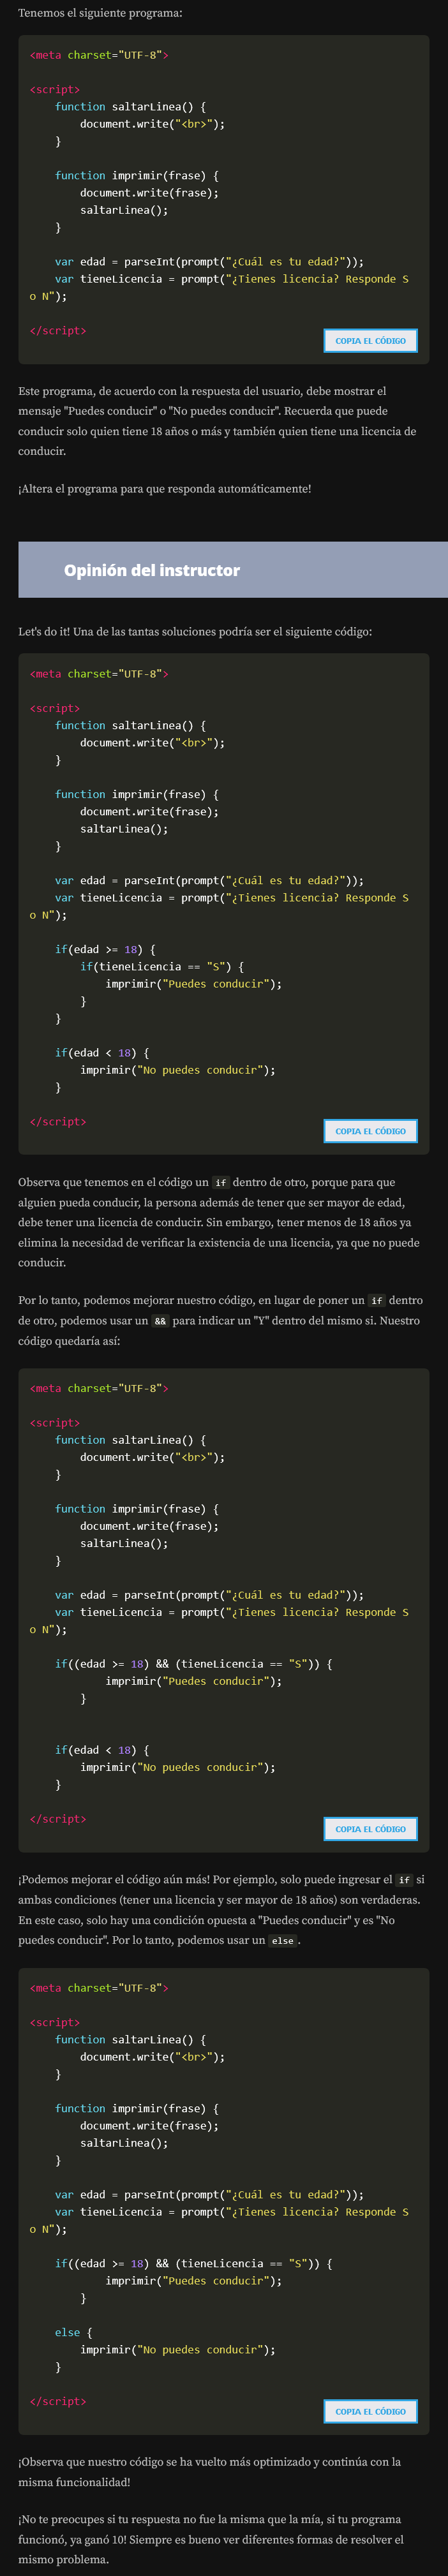 Tenemos el siguiente programa:
<meta charset="UTF-8">
<script>
function saltarLinea() {
document.write("<br>");
}
function imprimir(frase) {
document.write(frase);
saltarLinea();
}
var edad = parseInt(prompt("¿Cuál es tu edad?"));
var tieneLicencia = prompt("¿Tienes licencia? Responde S
o N");
</script>
COPIA EL CÓDIGO
Este programa, de acuerdo con la respuesta del usuario, debe mostrar el
mensaje "Puedes conducir" o "No puedes conducir". Recuerda que puede
conducir solo quien tiene 18 años o más y también quien tiene una licencia de
conducir.
¡Altera el programa para que responda automáticamente!
Opinión del instructor
Let's do it! Una de las tantas soluciones podría ser el siguiente código:
<meta charset="UTF-8">
<script>
function saltarLinea() {
document.write("<br>");
}
function imprimir(frase) {
document.write(frase);
saltarLinea();
}
var edad = parseInt(prompt("¿Cuál es tu edad?"));
var tieneLicencia = prompt("¿Tienes licencia? Responde S
o N");
if(edad >= 18) {
if(tieneLicencia == "S") {
imprimir("Puedes conducir");
}
}
if(edad < 18) {
imprimir("No puedes conducir");
}
</script>
COPIA EL CÓDIGO
Observa que tenemos en el código un if dentro de otro, porque para que
alguien pueda conducir, la persona además de tener que ser mayor de edad,
debe tener una licencia de conducir. Sin embargo, tener menos de 18 años ya
elimina la necesidad de verificar la existencia de una licencia, ya que no puede
conducir.
Por lo tanto, podemos mejorar nuestro código, en lugar de poner un if dentro
de otro, podemos usar un && para indicar un "Y" dentro del mismo si. Nuestro
código quedaría así:
<meta charset="UTF-8">
<script>
function saltarLinea() {
document.write("<br>");
}
function imprimir(frase) {
document.write(frase);
saltarLinea();
}
var edad = parseInt(prompt("¿Cuál es tu edad?"));
var tieneLicencia = prompt("¿Tienes licencia? Responde S
o N");
if((edad >= 18) && (tieneLicencia == "S")) {
imprimir("Puedes conducir");
}
if(edad < 18) {
imprimir("No puedes conducir");
}
</script>
COPIA EL CÓDIGO
¡Podemos mejorar el código aún más! Por ejemplo, solo puede ingresar el if si
ambas condiciones (tener una licencia y ser mayor de 18 años) son verdaderas.
En este caso, solo hay una condición opuesta a "Puedes conducir" y es "No
puedes conducir". Por lo tanto, podemos usar un else.
<meta charset="UTF-8">
<script>
function saltarLinea() {
document.write("<br>");
}
function imprimir(frase) {
document.write(frase);
saltarLinea();
}
var edad = parseInt(prompt("¿Cuál es tu edad?"));
var tieneLicencia = prompt("¿Tienes licencia? Responde S
o N");
if((edad >= 18) && (tieneLicencia == "S")) {
imprimir("Puedes conducir");
}
else {
imprimir("No puedes conducir");
}
</script>
COPIA EL CÓDIGO
¡Observa que nuestro código se ha vuelto más optimizado y continúa con la
misma funcionalidad!
¡No te preocupes si tu respuesta no fue la misma que la mía, si tu programa
funcionó, ya ganó 10! Siempre es bueno ver diferentes formas de resolver el
mismo problema.